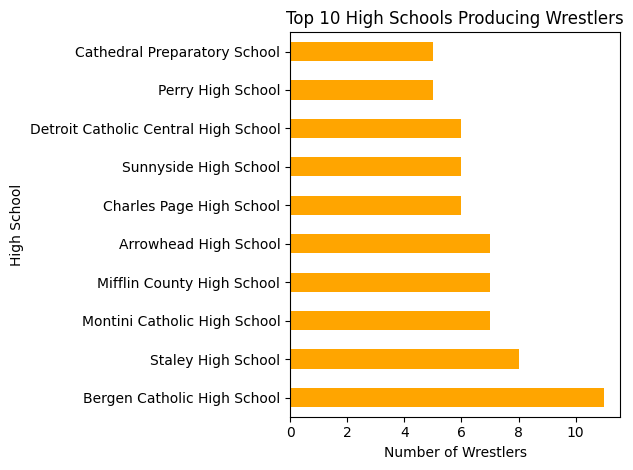 Top 10 High Schools Producing Wrestlers
Cathedral Preparatory School
Perry High School
Detroit Catholic Central High School
Sunnyside High School
Charles Page High School
Arrowhead High School
Mifflin County High School
Montini Catholic High School
Staley High School
Bergen Catholic High School
High School
0 2 4 6 8 10
Number of Wrestlers